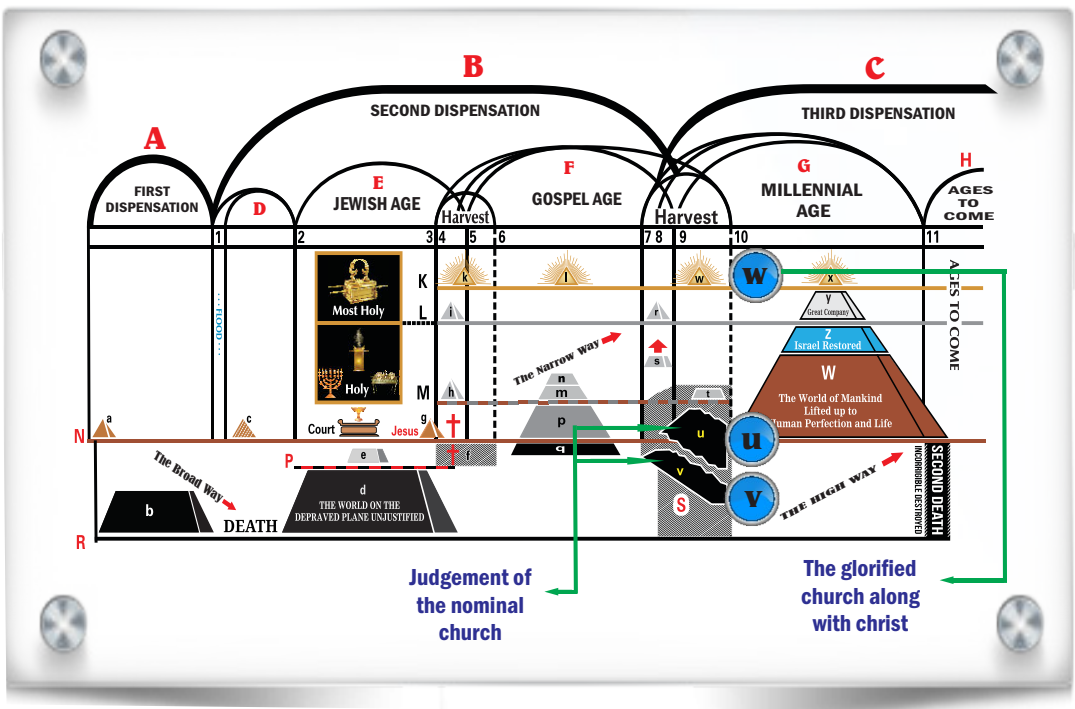 B
C
SECOND DISPENSATION
THIRD DISPENSATION
A
FIRST
DISPENSATION
D
E
JEWISH AGE
Harvest
F
GOSPEL AGE
Harvest
G
MILLENNIAL
AGE
H
AGES
TO
COME
1
2
3
4
5
6
7
8
9
10
11
K
k
l
w
W
x
Most Holy
L
i
r
y
Great Company
FLOOD
Z
Israel Restored
AGES TO COME
The Narrow Way
s
Holy
M
h
n
m
t
W
The World of Mankind
Lifted up to
Human Perfection and Life
a
c
g
Court
Jesus
p
u
u
N
q
e
f
P
v
v
The Broad Way
d
THE WORLD ON THE
DEPRAVED PLANE UNJUSTIFIED
b
DEATH
S
THE HIGH WAY
INCORRIGIBLE DESTROYED
SECOND DEATH
R
Judgement of
the nominal
church
The glorified
church along
with christ